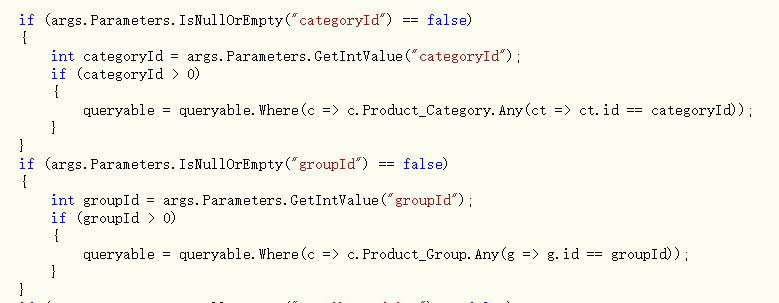 if (args.Parameters.IsNullOrEmpty("categoryId") == false)
{
int categoryId = args.Parameters.GetIntValue("categoryId");
if (categoryId > 0)
{
queryable = queryable.Where(c => c.Product_Category.Any(ct => ct.id == categoryId));
}
}
if (args.Parameters.IsNullOrEmpty("groupId") == false)
{
int groupId = args.Parameters.GetIntValue("groupId");
if (groupId > 0)
{
queryable = queryable.Where(c => c.Product_Group.Any(g => g.id == groupId));
}
}